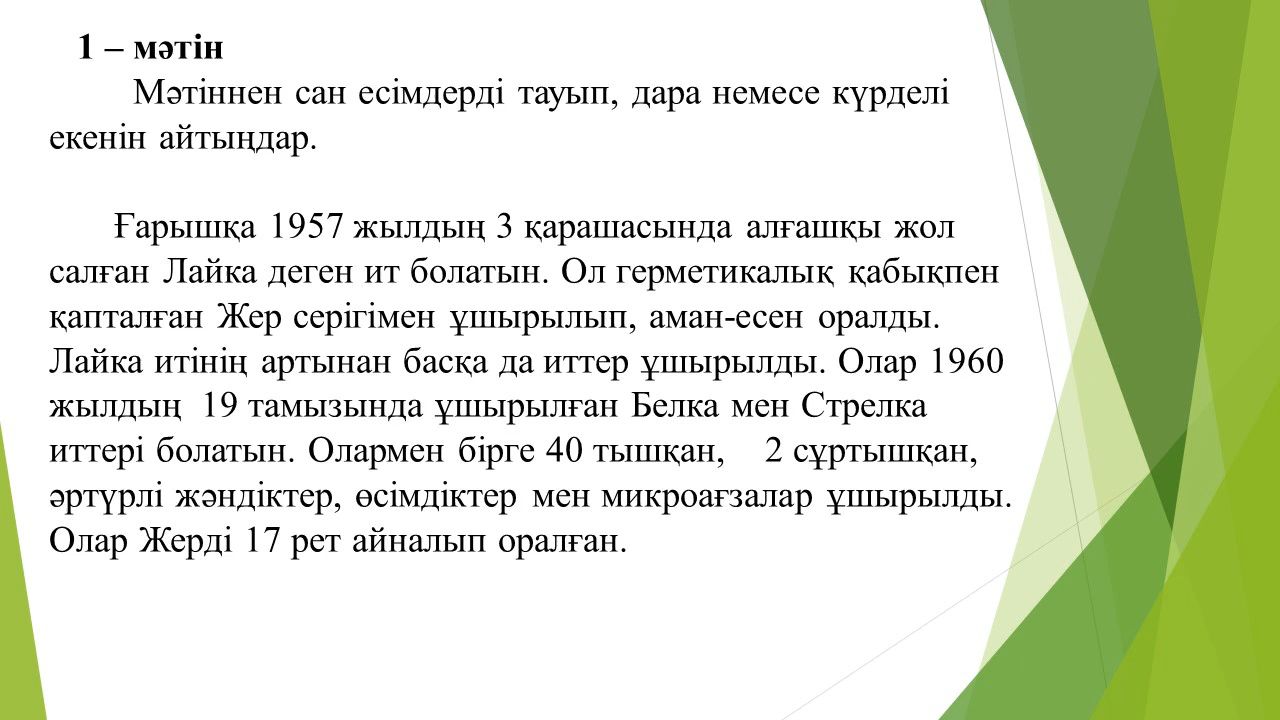 1 – мәтін
Мәтіннен сан есімдерді тауып, дара немесе күрделі
екенін айтыңдар.
Ғарышқа 1957 жылдың 3 қарашасында алғашқы жол
салған Лайка деген ит болатын. Ол герметикалық қабықпен
қапталған Жер серігімен ұшырылып, аман-есен оралды.
Лайка итінің артынан басқа да иттер ұшырылды. Олар 1960
жылдың 19 тамызында ұшырылған Белка мен Стрелка
иттері болатын. Олармен бірге 40 тышқан, 2 сұртышқан,
әртүрлі жәндіктер, өсімдіктер мен микроағзалар ұшырылды.
Олар Жерді 17 рет айналып оралған.